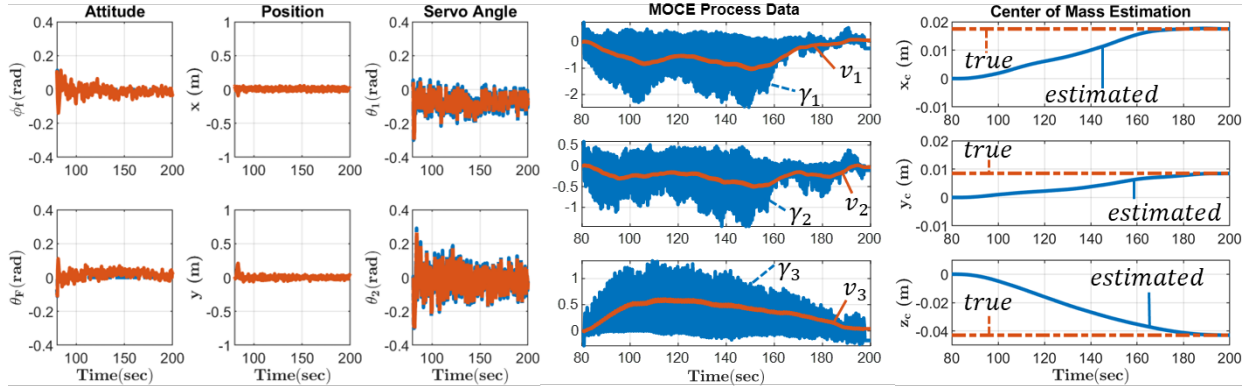 Attitude
0.4
0.2
0
-0.2
-0.4
ϕf(rad)
100 150 200
0.4
0.2
0
-0.2
-0.4
θF(rad)
100 150 200
Time(sec)
Position
1
0.5
0
-0.5
-1
x (m)
100 150 200
1
0.5
0
-0.5
-1
y (m)
100 150 200
Time(sec)
Servo Angle
0.4
0.2
0
-0.2
-0.4
θ1(rad)
100 150 200
0.4
0.2
0
-0.2
-0.4
θ2(rad)
100 150 200
Time(sec)
MOCE Process Data
0
-1
-2
v1
γ1
80 100 120 140 160 180 200
0.5
0
-0.5
-1
v2
γ2
80 100 120 140 160 180 200
1
0.5
0
γ3
v3
80 100 120 140 160 180 200
Time(sec)
Center of Mass Estimation
0.02
0.01
0
-0.01
xc (m)
true
estimated
80 100 120 140 160 180 200
0.02
0.01
0
0.01
yc (m)
true
estimated
80 100 120 140 160 180 200
0
-0.02
-0.04
zc (m)
estimated
true
80 100 120 140 160 180 200
Time(sec)